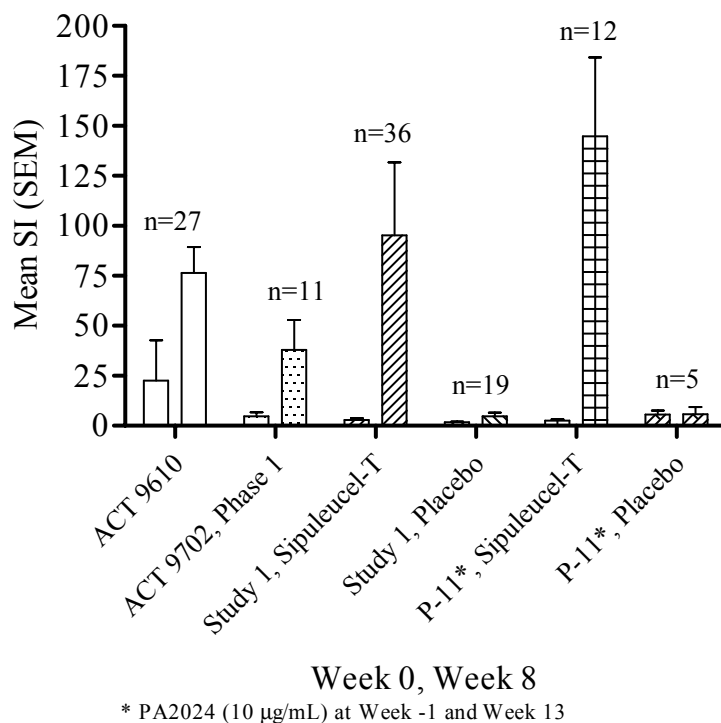 200
175
150
125
100
75
50
25
0
Mean SI (SEM)
n=27
n=11
n=36
n=19
n=12
n=5
ACT 9610
ACT 9702, Phase 1
Study 1, Sipuleucel-T
Study 1, Placebo
P-11*, Sipuleucel-T
P-11*, Placebo
Week 0, Week 8
* PA2024 (10 μg/mL) at Week -1 and Week 13